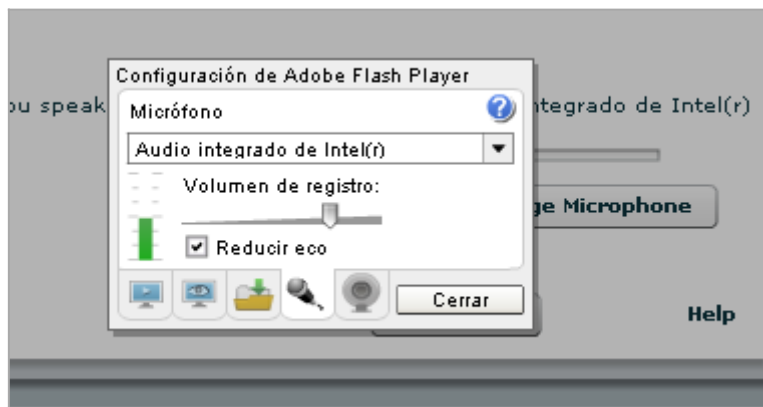 Configuración de Adobe Flash Player
ou speak
Micrófono
ntegrado de Intel(r)
Audio integrado de Intel(r)
Volumen de registro:
ge Microphone
Reducir eco
Cerrar
Help